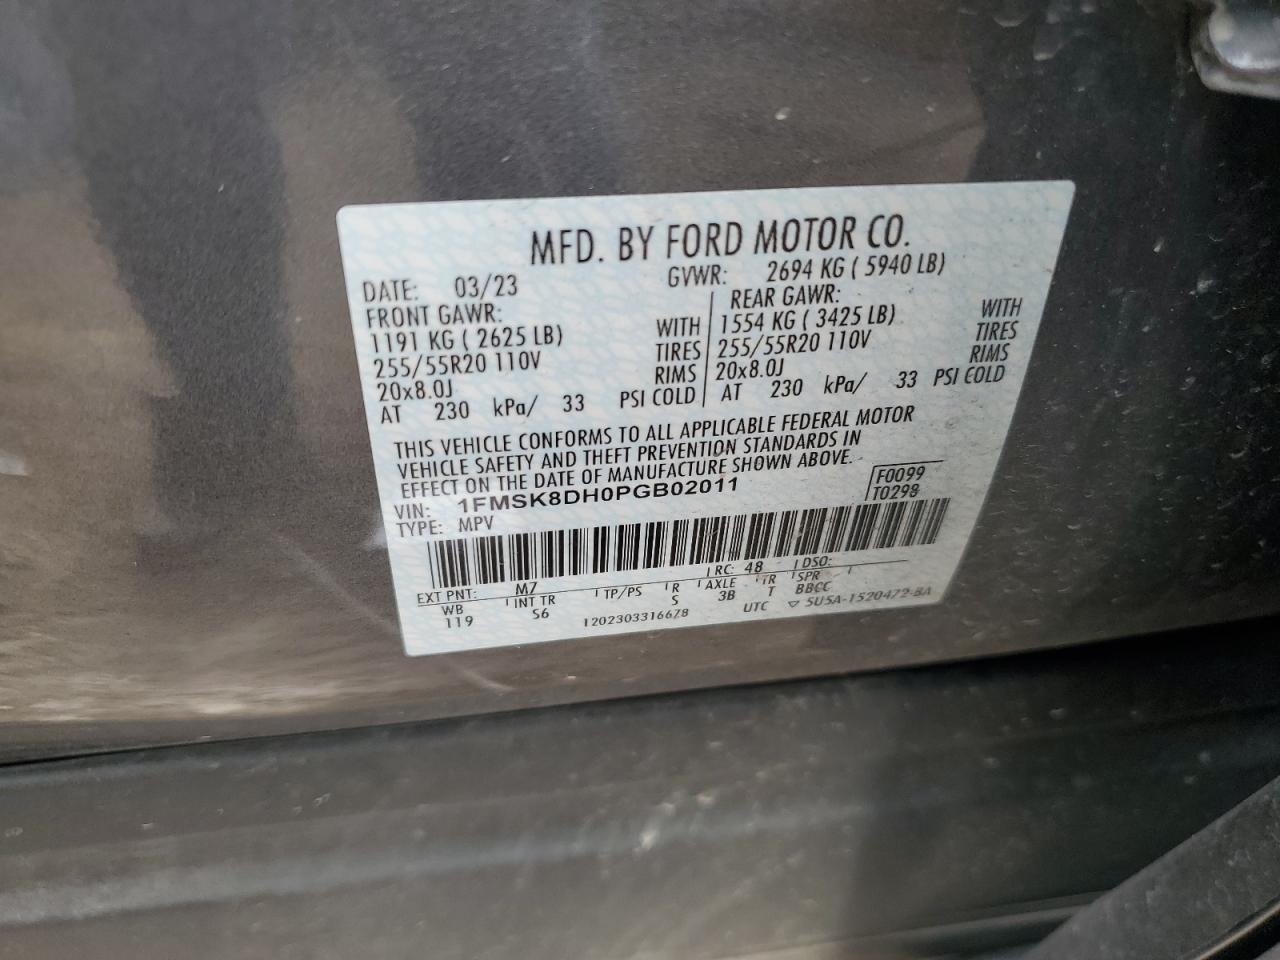 MFD. BY FORD MOTOR CO.
DATE: 03/23 GVWR: 2694 KG ( 5940 LB)
FRONT GAWR: REAR GAWR:
1191 KG ( 2625 LB) WITH 1554 KG ( 3425 LB) WITH
255/55R20 110V TIRES 255/55R20 110V TIRES
20x8.0J RIMS 20x8.0J RIMS
AT 230 kPa/ 33 PSI COLD AT 230 kPa/ 33 PSI COLD
THIS VEHICLE CONFORMS TO ALL APPLICABLE FEDERAL MOTOR
VEHICLE SAFETY AND THEFT PREVENTION STANDARDS IN
EFFECT ON THE DATE OF MANUFACTURE SHOWN ABOVE.
VIN: 1FMSK8DH0PGB02011 F0099
TYPE: MPV T0298
EXT PNT: M7 RC: 48 DSO:
WB INT TR TP/PS R AXLE TR SPR
119 S6 S 3B T BBCC
1202303316678 UTC ▽ 5U5A-1520472-BA